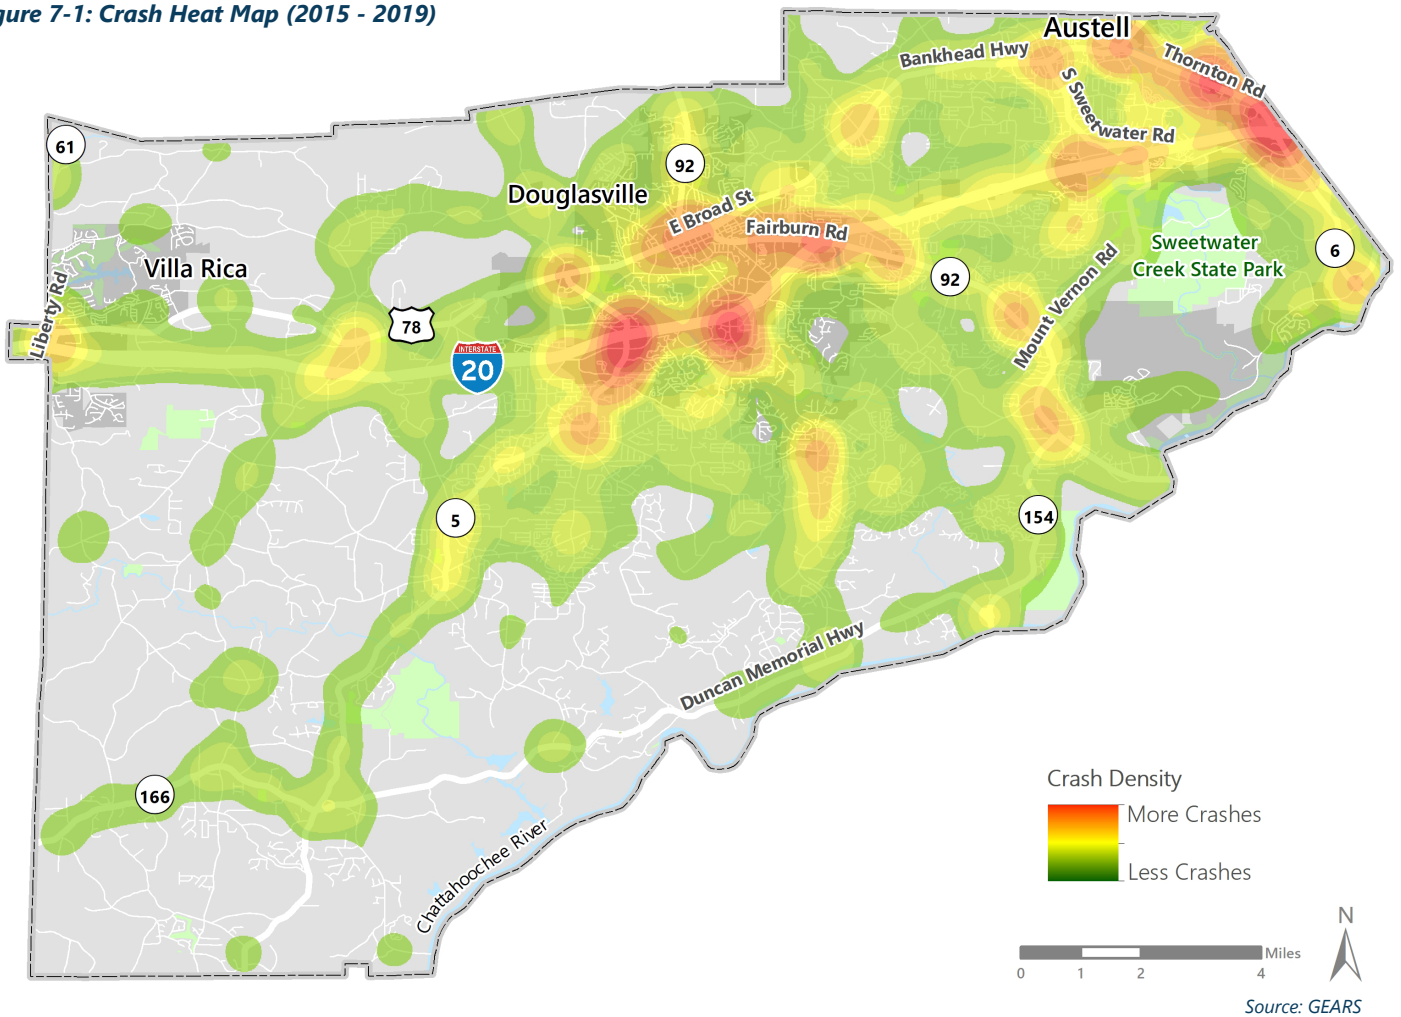 gure 7-1: Crash Heat Map (2015 - 2019)
Austell
Bankhead Hwy
Thornton Rd
S Sweetwater Rd
61
92
Douglasville
E Broad St
Fairburn Rd
Sweetwater
Creek State Park
6
Villa Rica
92
Liberty Rd
78
Mount Vernon Rd
INTERSTATE
20
5
154
Duncan Memorial Hwy
166
Chattahoochee River
Crash Density
More Crashes
Less Crashes
N
Miles
0 1 2 4
Source: GEARS